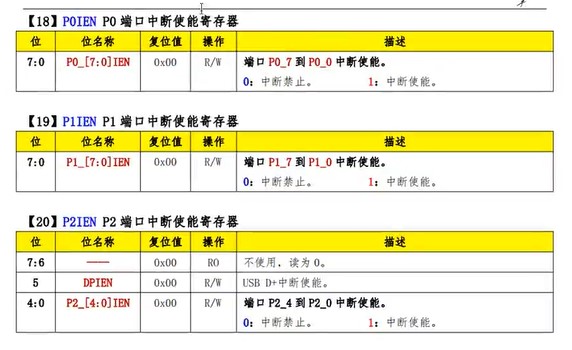 【18】P0IEN P0 端口中断使能寄存器
位 位名称 复位值 操作 描述
7:0 P0_[7:0]IEN 0x00 R/W 端口 P0_7 到 P0_0 中断使能。
0：中断禁止。 1：中断使能。
【19】P1IEN P1 端口中断使能寄存器
位 位名称 复位值 操作 描述
7:0 P1_[7:0]IEN 0x00 R/W 端口 P1_7 到 P1_0 中断使能。
0：中断禁止。 1：中断使能。
【20】P2IEN P2 端口中断使能寄存器
位 位名称 复位值 操作 描述
7:6 —— 0x00 RO 不使用，读为 0。
5 DPIEN 0x00 R/W USB D+中断使能。
4:0 P2_[4:0]IEN 0x00 R/W 端口 P2_4 到 P2_0 中断使能。
0：中断禁止。 1：中断使能。